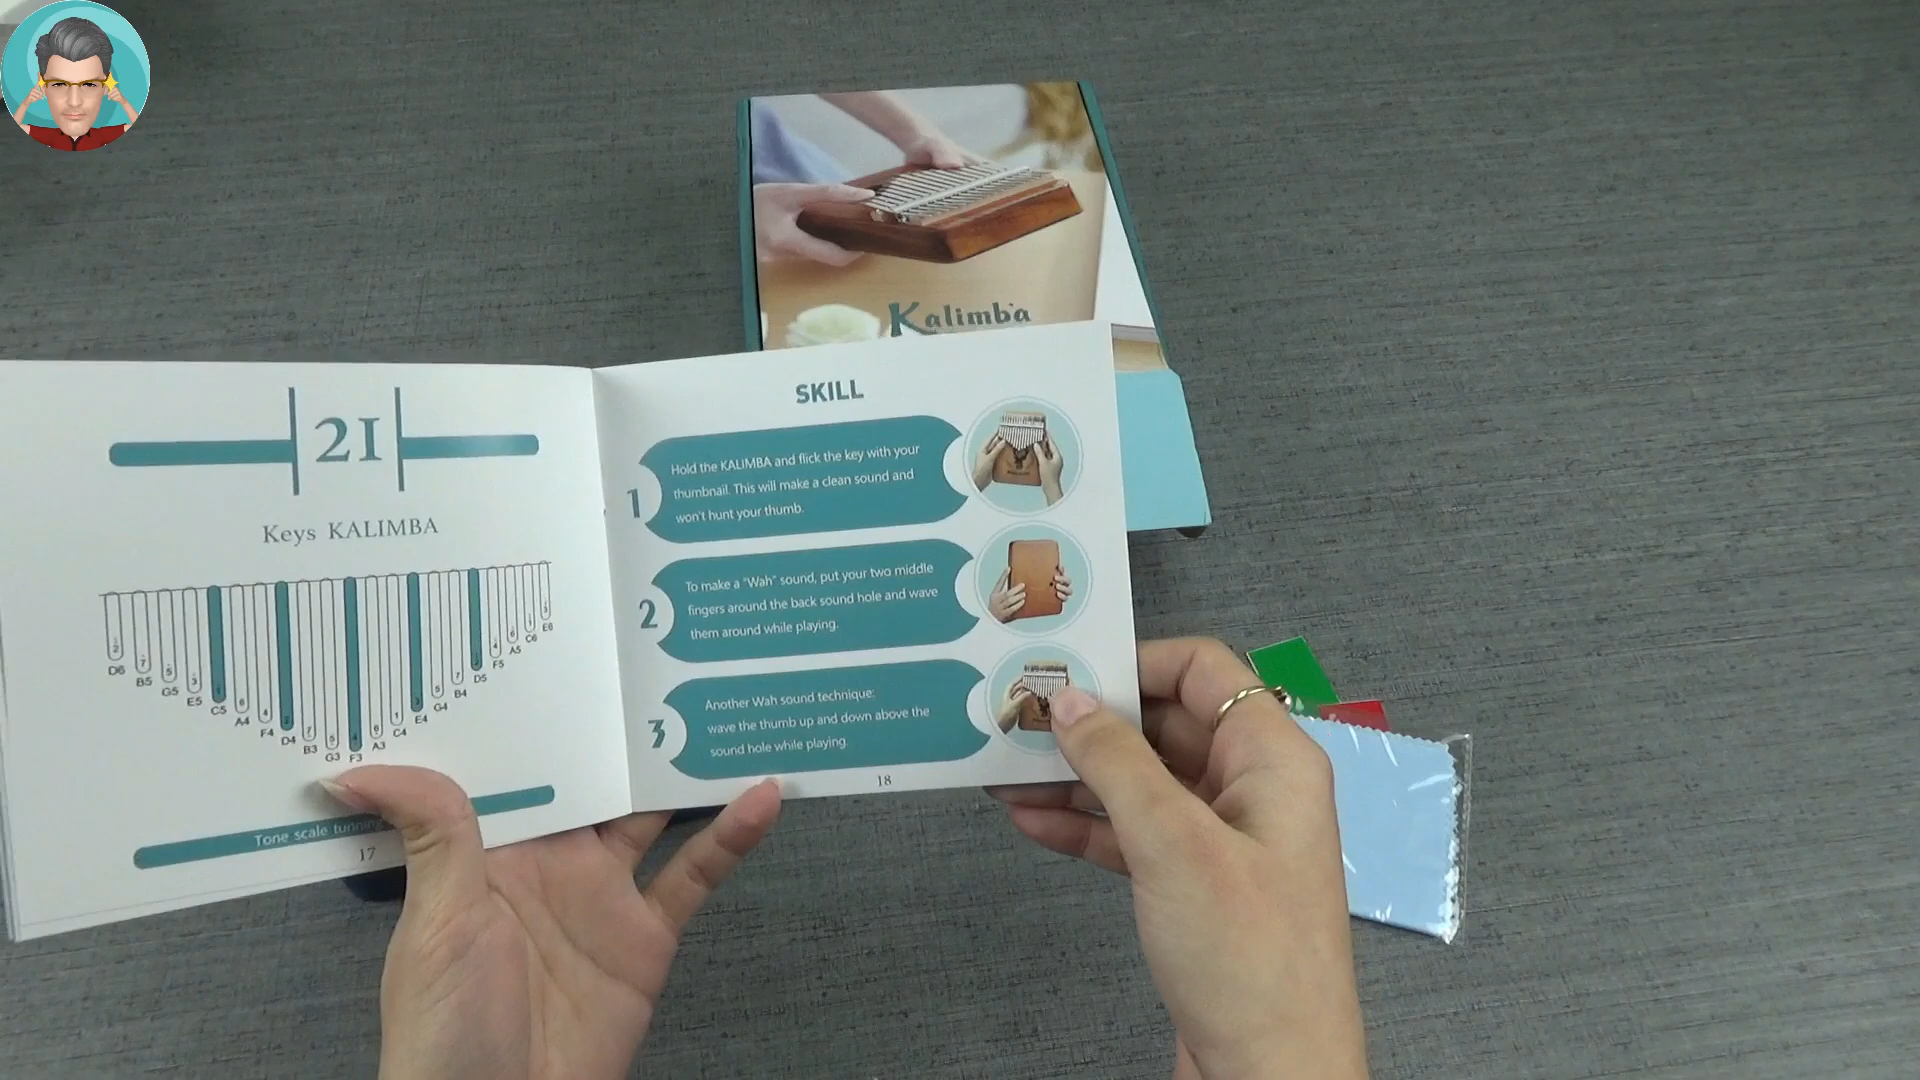 Kalimba
21
Keys KALIMBA
D6 B5 G5 E5 C5 A4 F4 D4 B3 G3 F3 A3 C4 E4 G4 B4 D5 F5 A5 C6 E6
Tone scale tunning
17
SKILL
1
Hold the KALIMBA and flick the key with your
thumbnail. This will make a clean sound and
won't hunt your thumb.
2
To make a "Wah" sound, put your two middle
fingers around the back sound hole and wave
them around while playing.
3
Another Wah sound technique:
wave the thumb up and down above the
sound hole while playing.
18